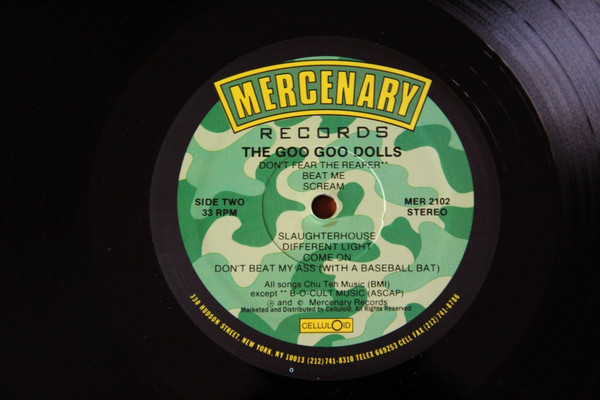 MERCENARY
RECORDS
THE GOO GOO DOLLS
DON'T FEAR THE REAPER**
BEAT ME
SCREAM
SIDE TWO
33 RPM
MER 2102
STEREO
SLAUGHTERHOUSE
DIFFERENT LIGHT
COME ON
DON'T BEAT MY ASS (WITH A BASEBALL BAT)
All songs Chu Teh Music (BMI)
except ** B-O-CULT MUSIC (ASCAP)
℗ and © Mercenary Records
Marketed and Distributed by Celluloid. All Rights Reserved
CELLULOID
330 HUDSON STREET, NEW YORK, NY 10013 (212) 741-8310 TELEX 669253 CELL FAX (333) 741-6786